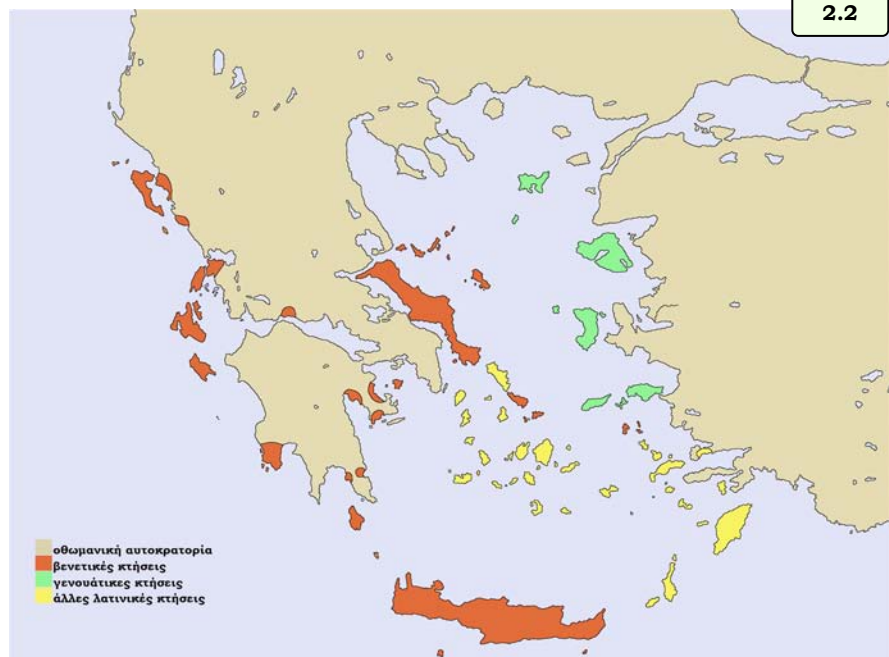 2.2
οθωμανική αυτοκρατορία
βενετικές κτήσεις
γενουάτικες κτήσεις
άλλες λατινικές κτήσεις